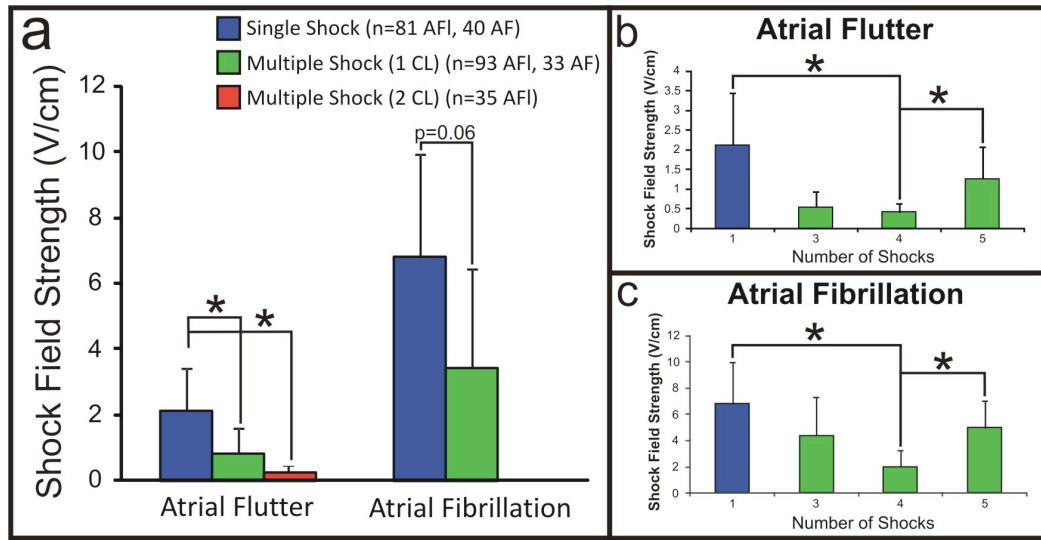 a
Single Shock (n=81 AFl, 40 AF)
Multiple Shock (1 CL) (n=93 AFl, 33 AF)
Multiple Shock (2 CL) (n=35 AFl)
Shock Field Strength (V/cm)
12
10
8
6
4
2
0
p=0.06
*
*
Atrial Flutter
Atrial Fibrillation
b
Atrial Flutter
Shock Field Strength (V/cm)
4
3.5
3
2.5
2
1.5
1
0.5
0
*
*
1
3
4
5
Number of Shocks
c
Atrial Fibrillation
Shock Field Strength (V/cm)
12
10
8
6
4
2
0
*
*
1
3
4
5
Number of Shocks